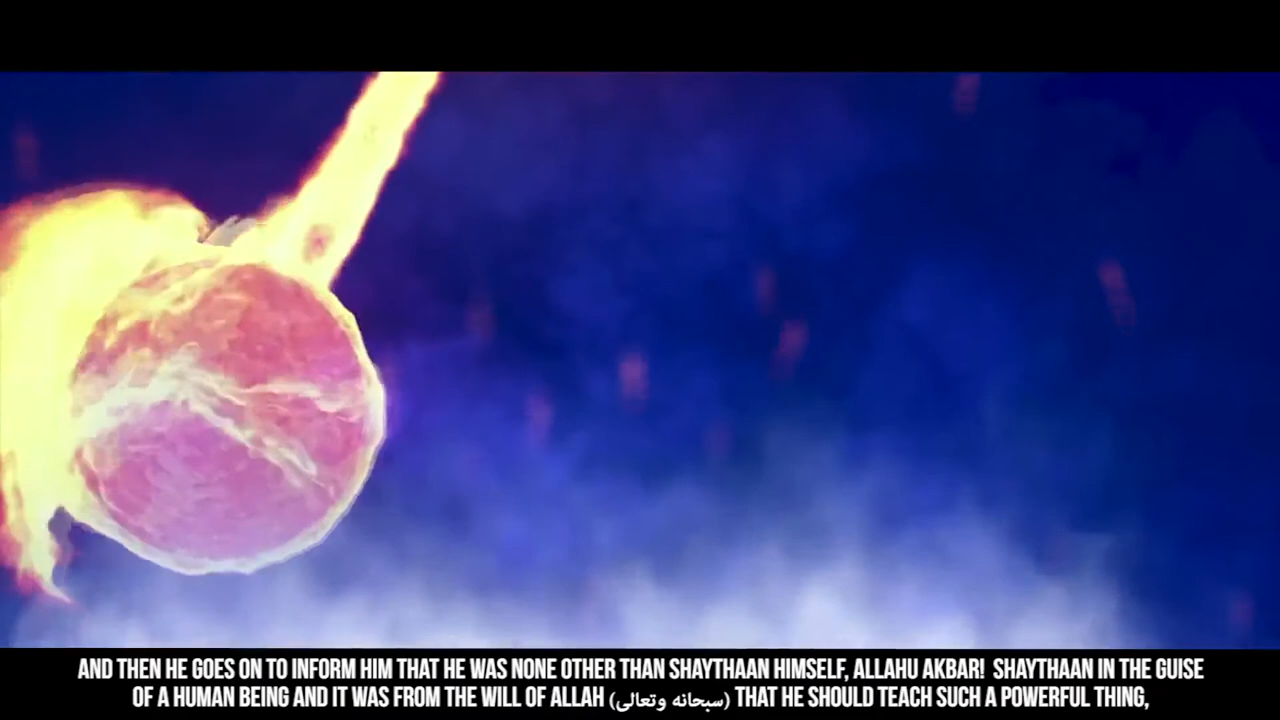 AND THEN HE GOES ON TO INFORM HIM THAT HE WAS NONE OTHER THAN SHAYTHAAN HIMSELF, ALLAHU AKBAR!  SHAYTHAAN IN THE GUISE
OF A HUMAN BEING AND IT WAS FROM THE WILL OF ALLAH (سبحانه وتعالى) THAT HE SHOULD TEACH SUCH A POWERFUL THING,